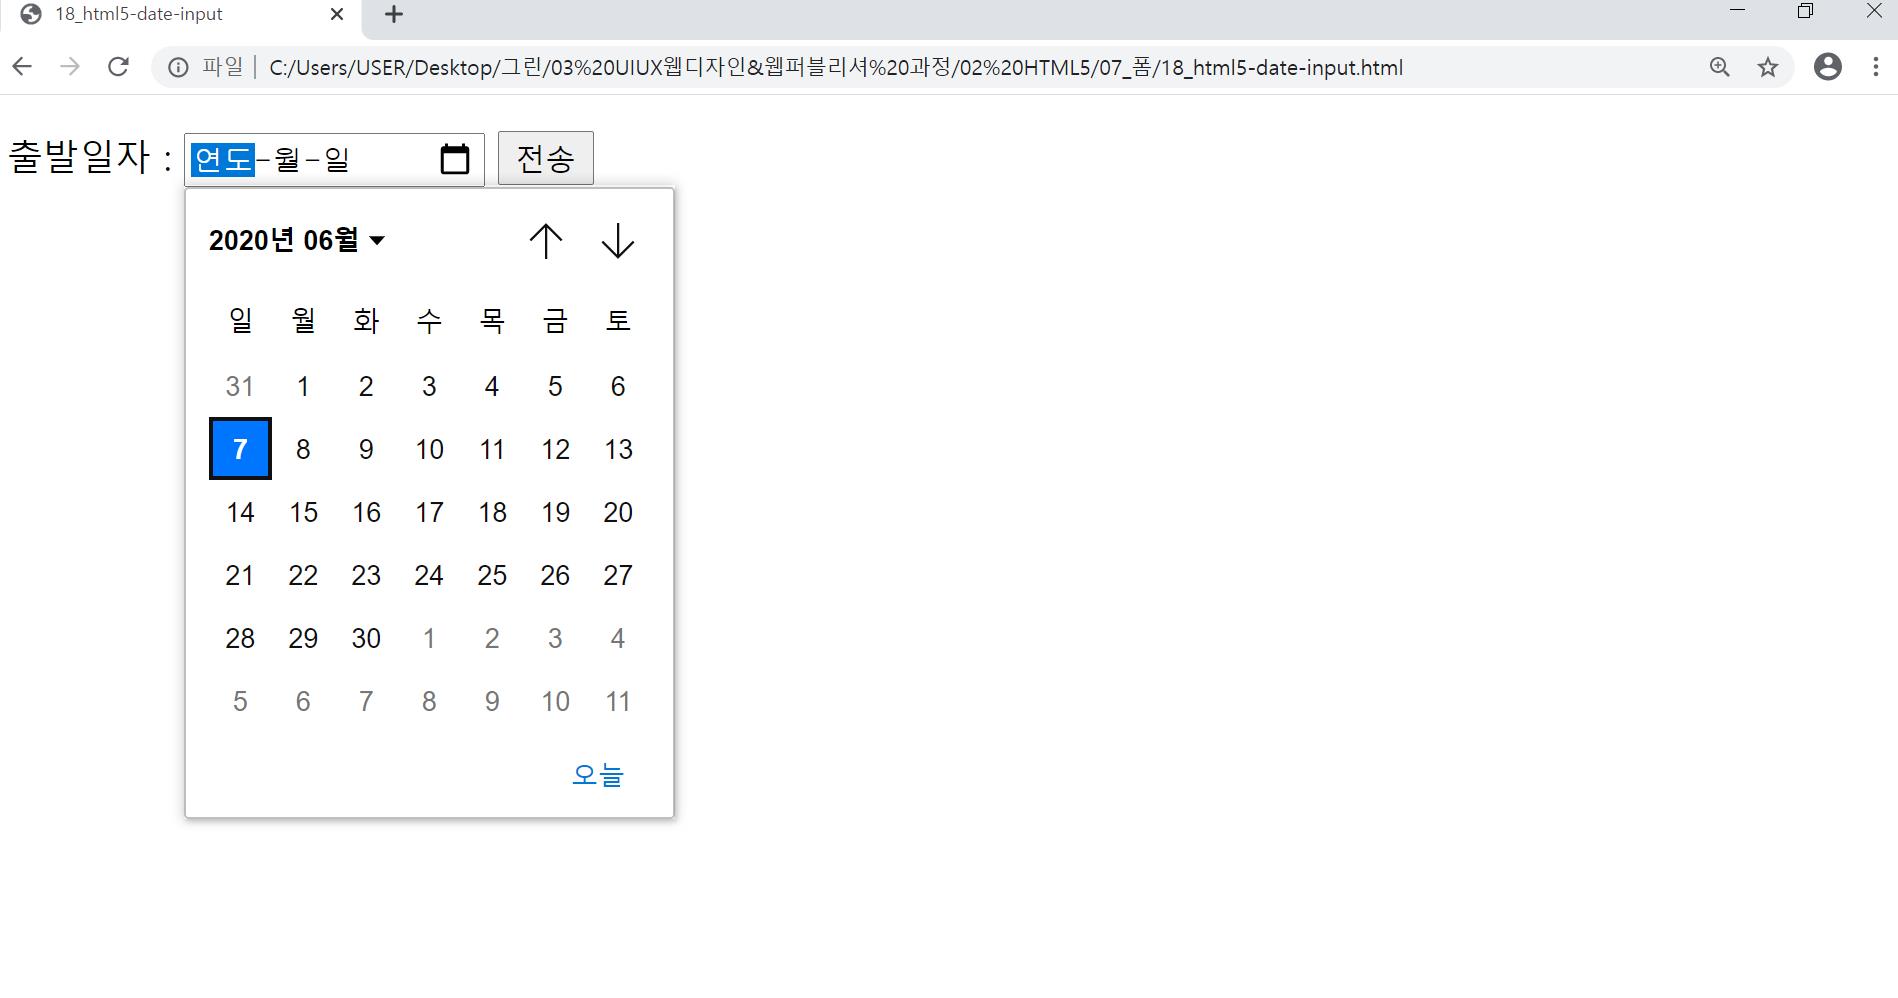 18_html5-date-input
파일 | C:/Users/USER/Desktop/그린/03%20UIUX웹디자인&웹퍼블리셔%20과정/02%20HTML5/07_폼/18_html5-date-input.html
출발일자 : 연도-월-일 전송
2020년 06월
일 월 화 수 목 금 토
31 1 2 3 4 5 6
7 8 9 10 11 12 13
14 15 16 17 18 19 20
21 22 23 24 25 26 27
28 29 30 1 2 3 4
5 6 7 8 9 10 11
오늘